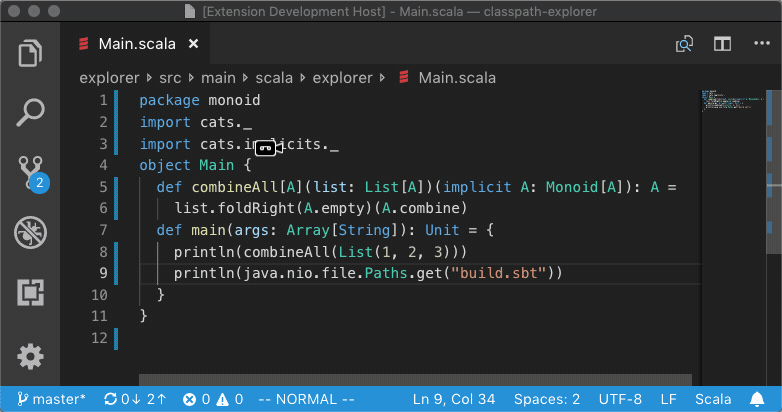 [Extension Development Host] - Main.scala — classpath-explorer
Main.scala ×
explorer › src › main › scala › explorer › Main.scala
1 package monoid
2 import cats._
3 import cats.implicits._
4 object Main {
5 def combineAll[A](list: List[A])(implicit A: Monoid[A]): A =
6 list.foldRight(A.empty)(A.combine)
7 def main(args: Array[String]): Unit = {
8 println(combineAll(List(1, 2, 3)))
9 println(java.nio.file.Paths.get("build.sbt"))
10 }
11 }
12
2
master* 0↓ 2↑ 0 0 -- NORMAL -- Ln 9, Col 34 Spaces: 2 UTF-8 LF Scala